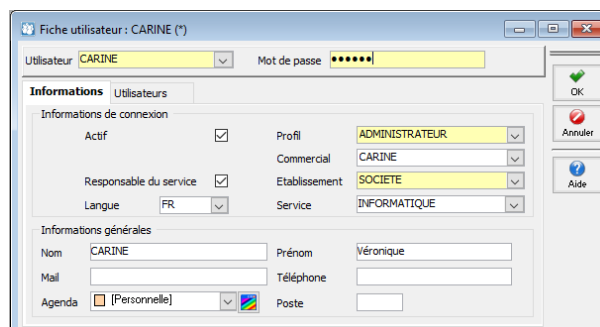 Fiche utilisateur : CARINE (*)
Utilisateur CARINE Mot de passe ••••••
Informations Utilisateurs
OK
Informations de connexion
Actif Profil ADMINISTRATEUR
Annuler
Commercial CARINE
Responsable du service Etablissement SOCIETE
Aide
Langue FR Service INFORMATIQUE
Informations générales
Nom CARINE Prénom Véronique
Mail Téléphone
Agenda [Personnelle] Poste